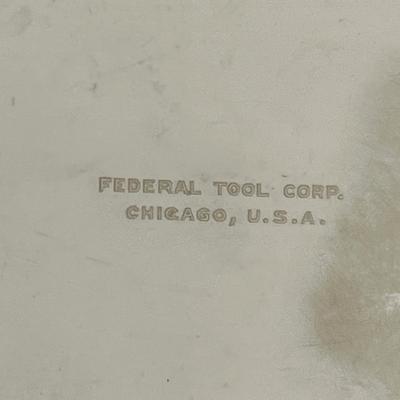 FEDERAL TOOL CORP.
CHICAGO, U.S.A.